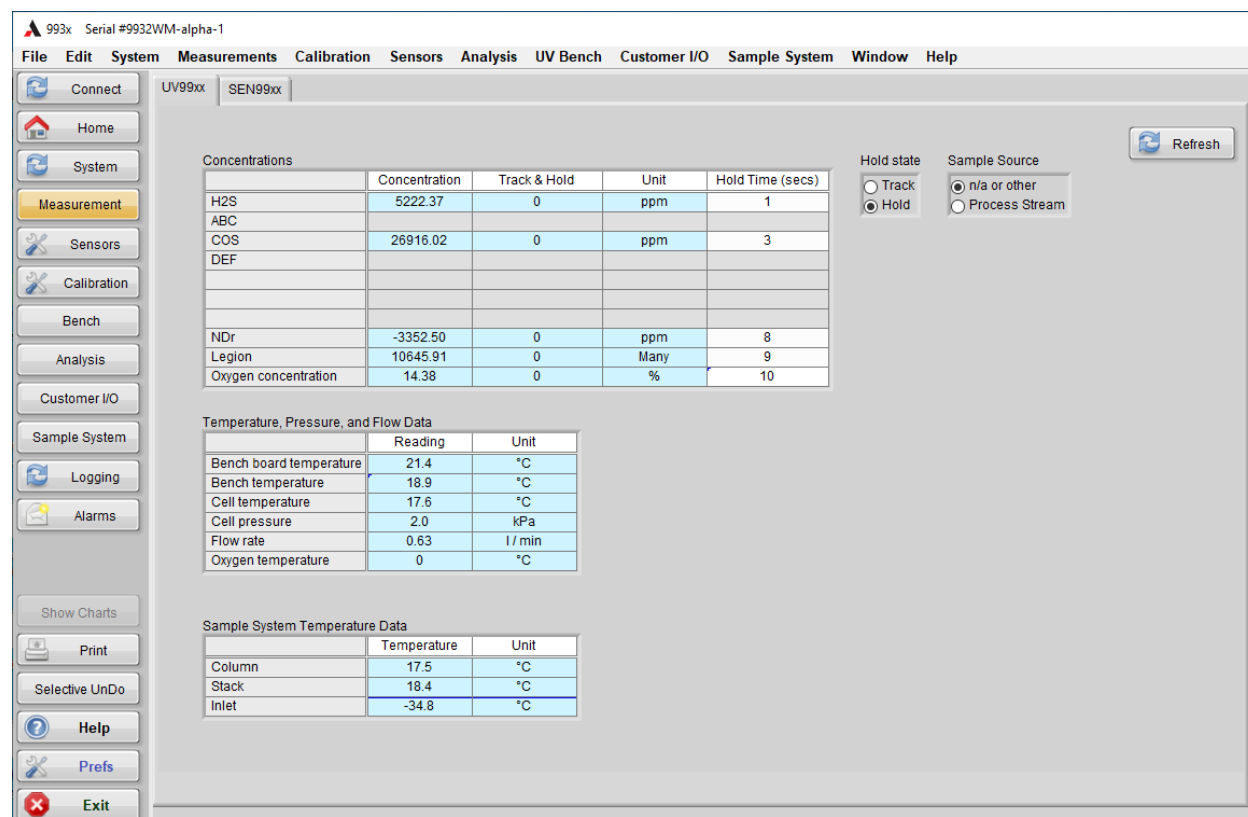 993x Serial #9932WM-alpha-1
File Edit System Measurements Calibration Sensors Analysis UV Bench Customer I/O Sample System Window Help
Connect
Home
System
Measurement
Sensors
Calibration
Bench
Analysis
Customer I/O
Sample System
Logging
Alarms
Show Charts
Print
Selective UnDo
Help
Prefs
Exit
UV99xx SEN99xx
Refresh
Concentrations
Concentration Track & Hold Unit Hold Time (secs)
H2S 5222.37 0 ppm 1
ABC
COS 26916.02 0 ppm 3
DEF
NDr -3352.50 0 ppm 8
Legion 10645.91 0 Many 9
Oxygen concentration 14.38 0 % 10
Hold state
Track
Hold
Sample Source
n/a or other
Process Stream
Temperature, Pressure, and Flow Data
Reading Unit
Bench board temperature 21.4 °C
Bench temperature 18.9 °C
Cell temperature 17.6 °C
Cell pressure 2.0 kPa
Flow rate 0.63 l / min
Oxygen temperature 0 °C
Sample System Temperature Data
Temperature Unit
Column 17.5 °C
Stack 18.4 °C
Inlet -34.8 °C